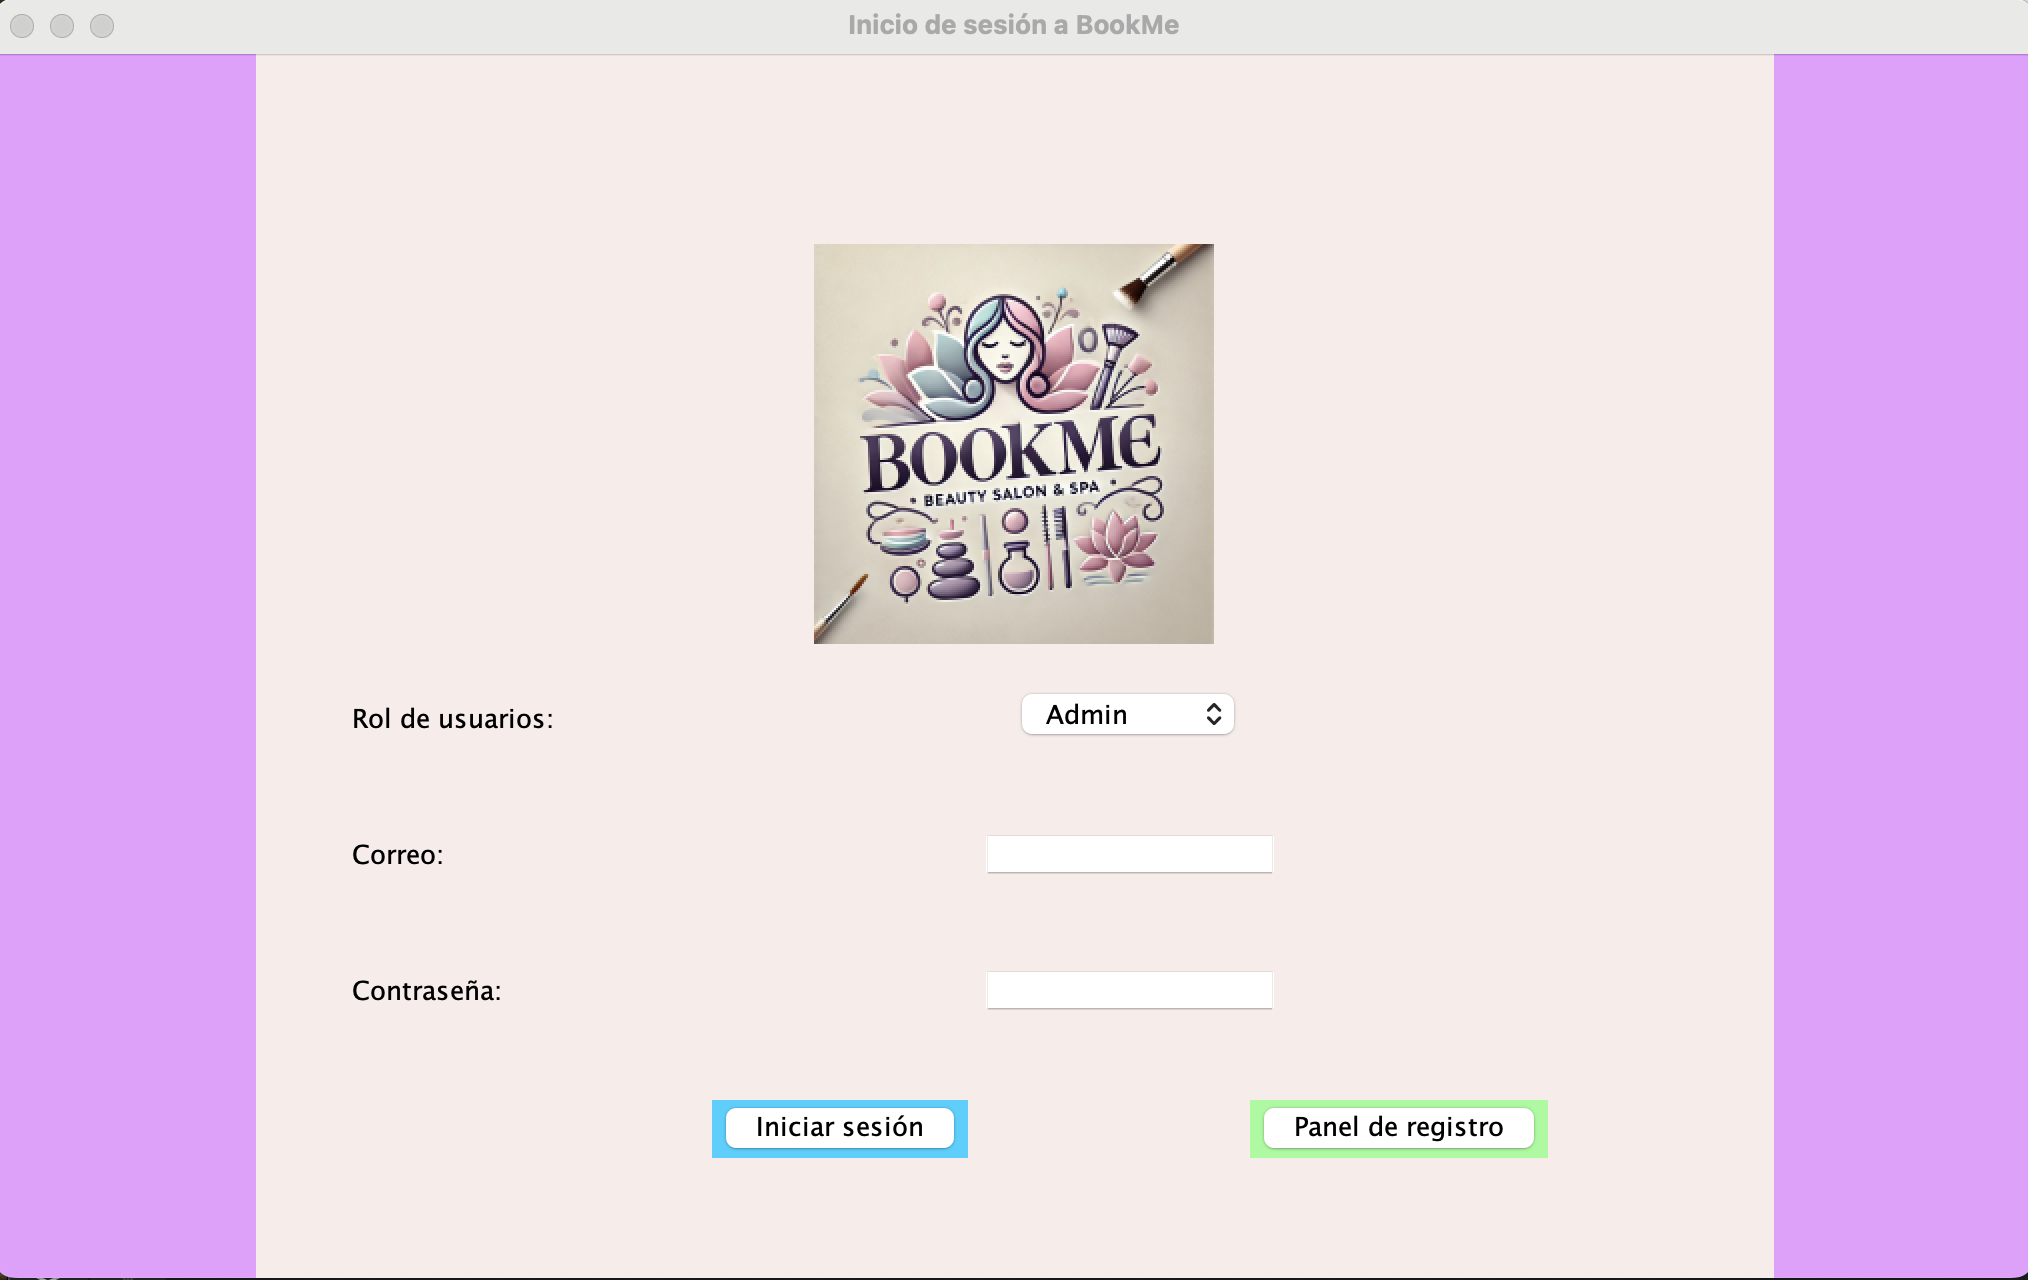 Inicio de sesión a BookMe
BOOKME
• BEAUTY SALON & SPA •
Rol de usuarios:
Admin
Correo:
Contraseña:
Iniciar sesión
Panel de registro